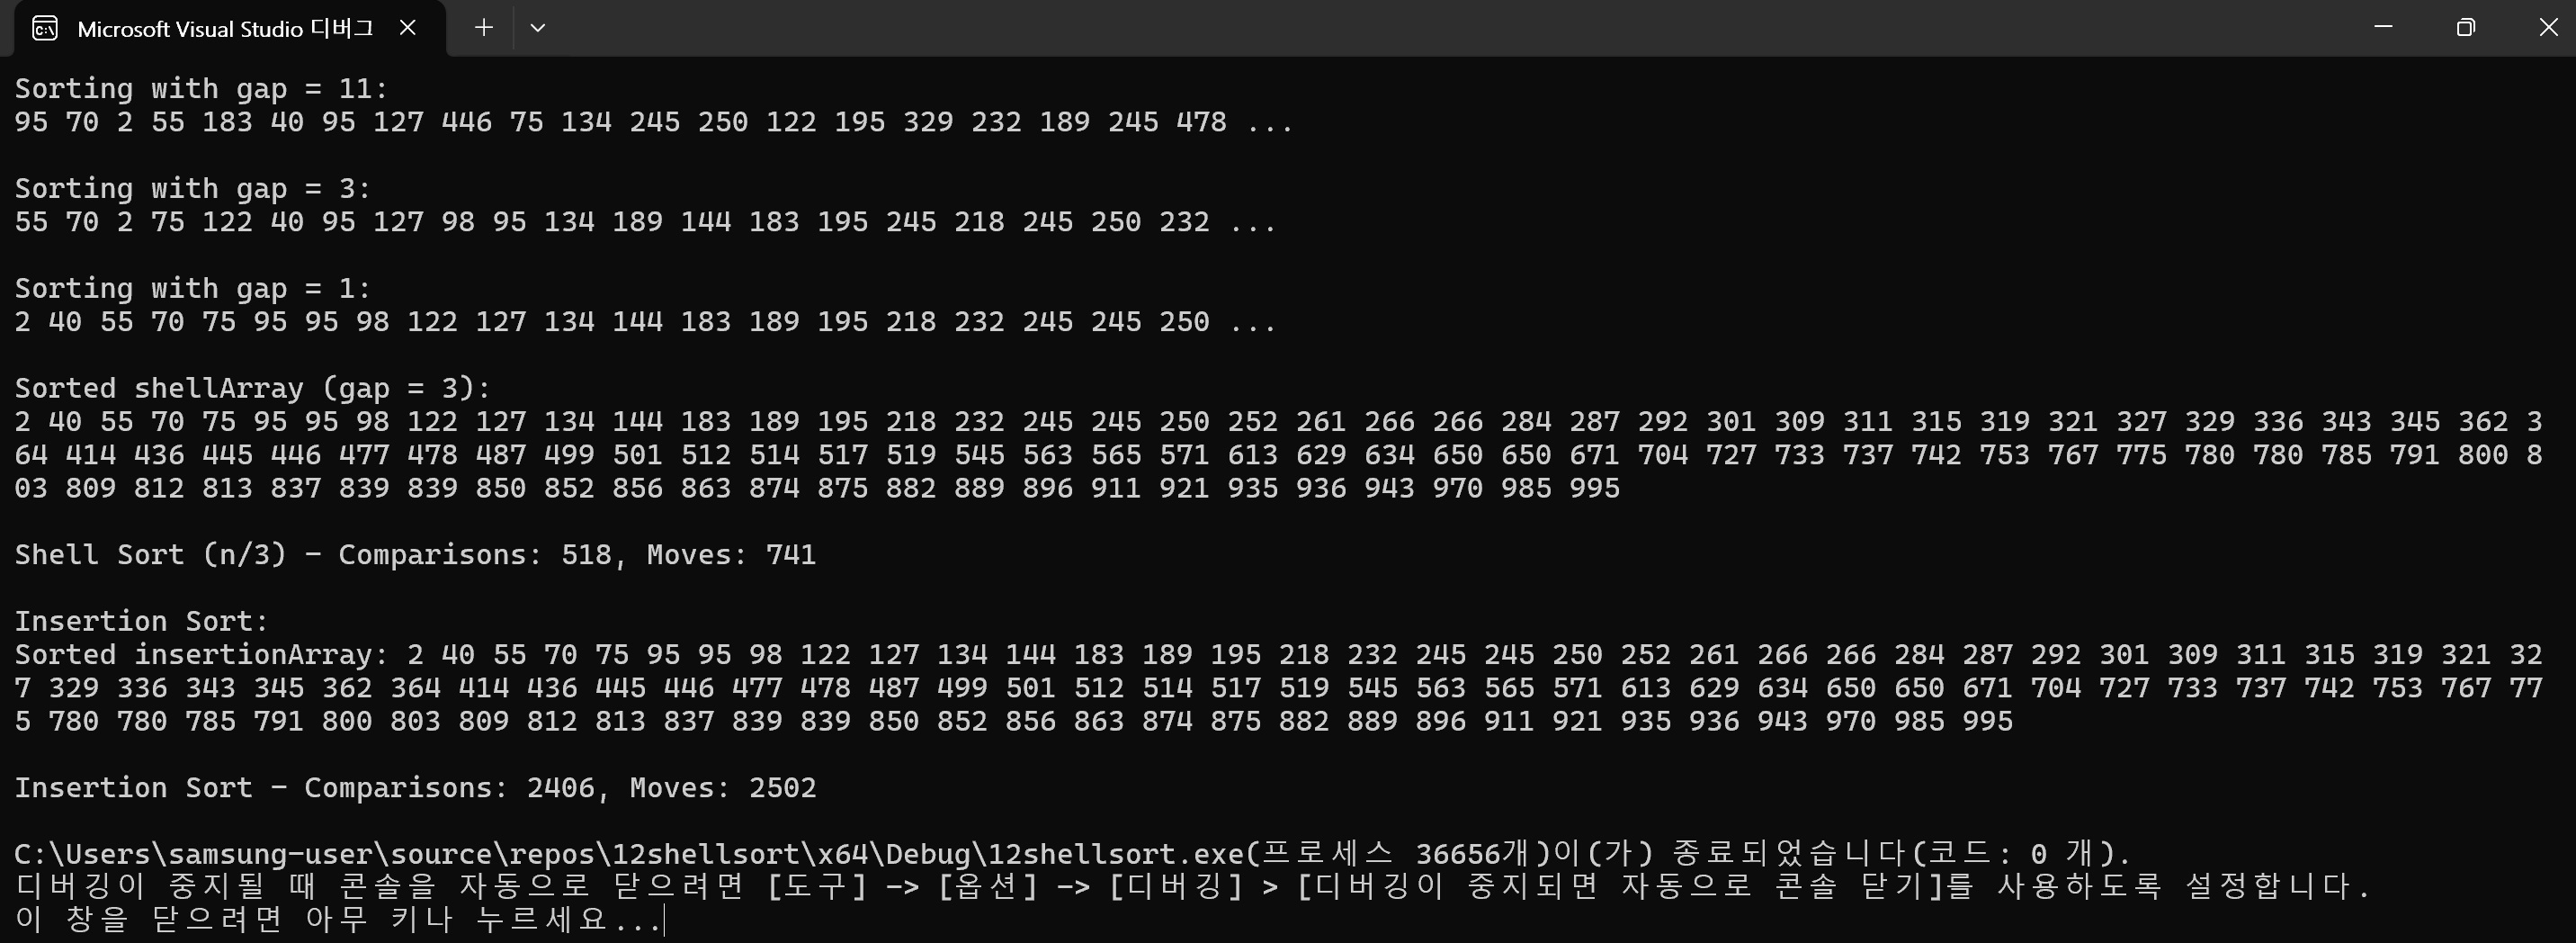 Microsoft Visual Studio 디버그
Sorting with gap = 11:
95 70 2 55 183 40 95 127 446 75 134 245 250 122 195 329 232 189 245 478 ...
Sorting with gap = 3:
55 70 2 75 122 40 95 127 98 95 134 189 144 183 195 245 218 245 250 232 ...
Sorting with gap = 1:
2 40 55 70 75 95 95 98 122 127 134 144 183 189 195 218 232 245 245 250 ...
Sorted shellArray (gap = 3):
2 40 55 70 75 95 95 98 122 127 134 144 183 189 195 218 232 245 245 250 252 261 266 266 284 287 292 301 309 311 315 319 321 327 329 336 343 345 362 3
64 414 436 445 446 477 478 487 499 501 512 514 517 519 545 563 565 571 613 629 634 650 650 671 704 727 733 737 742 753 767 775 780 780 785 791 800 8
03 809 812 813 837 839 839 850 852 856 863 874 875 882 889 896 911 921 935 936 943 970 985 995
Shell Sort (n/3) - Comparisons: 518, Moves: 741
Insertion Sort:
Sorted insertionArray: 2 40 55 70 75 95 95 98 122 127 134 144 183 189 195 218 232 245 245 250 252 261 266 266 284 287 292 301 309 311 315 319 321 32
7 329 336 343 345 362 364 414 436 445 446 477 478 487 499 501 512 514 517 519 545 563 565 571 613 629 634 650 650 671 704 727 733 737 742 753 767 77
5 780 780 785 791 800 803 809 812 813 837 839 839 850 852 856 863 874 875 882 889 896 911 921 935 936 943 970 985 995
Insertion Sort - Comparisons: 2406, Moves: 2502
C:\Users\samsung-user\source\repos\12shellsort\x64\Debug\12shellsort.exe(프로세스 36656개)이(가) 종료되었습니다(코드: 0 개).
디버깅이 중지될 때 콘솔을 자동으로 닫으려면 [도구] -> [옵션] -> [디버깅] > [디버깅이 중지되면 자동으로 콘솔 닫기]를 사용하도록 설정합니다.
이 창을 닫으려면 아무 키나 누르세요...